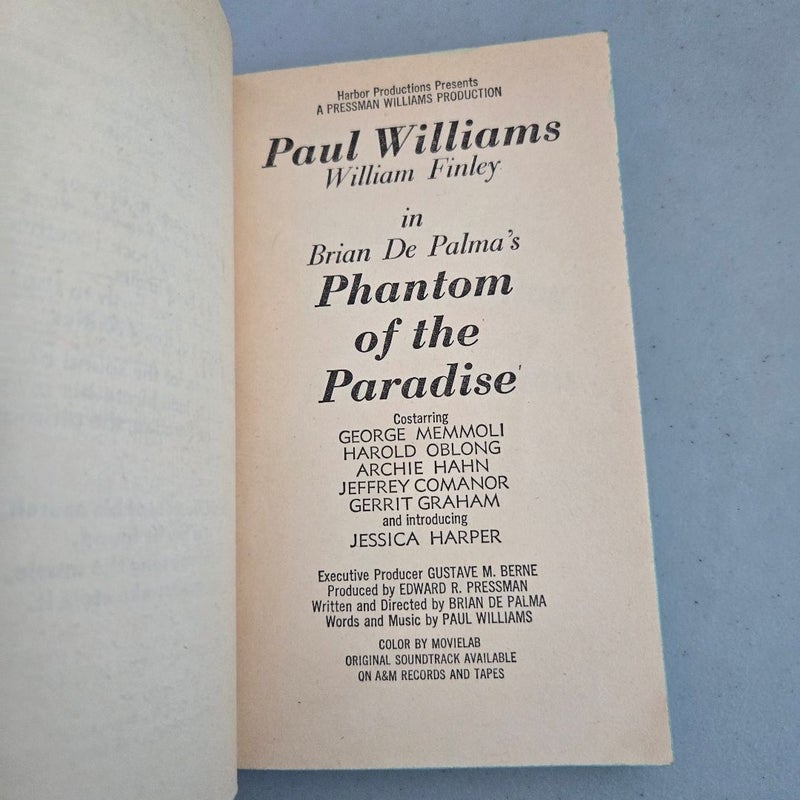 Harbor Productions Presents
A PRESSMAN WILLIAMS PRODUCTION
Paul Williams
William Finley
in
Brian De Palma's
Phantom
of the
Paradise
Costarring
GEORGE MEMMOLI
HAROLD OBLONG
ARCHIE HAHN
JEFFREY COMANOR
GERRIT GRAHAM
and introducing
JESSICA HARPER
Executive Producer GUSTAVE M. BERNE
Produced by EDWARD R. PRESSMAN
Written and Directed by BRIAN DE PALMA
Words and Music by PAUL WILLIAMS
COLOR BY MOVIELAB
ORIGINAL SOUNDTRACK AVAILABLE
ON A&M RECORDS AND TAPES